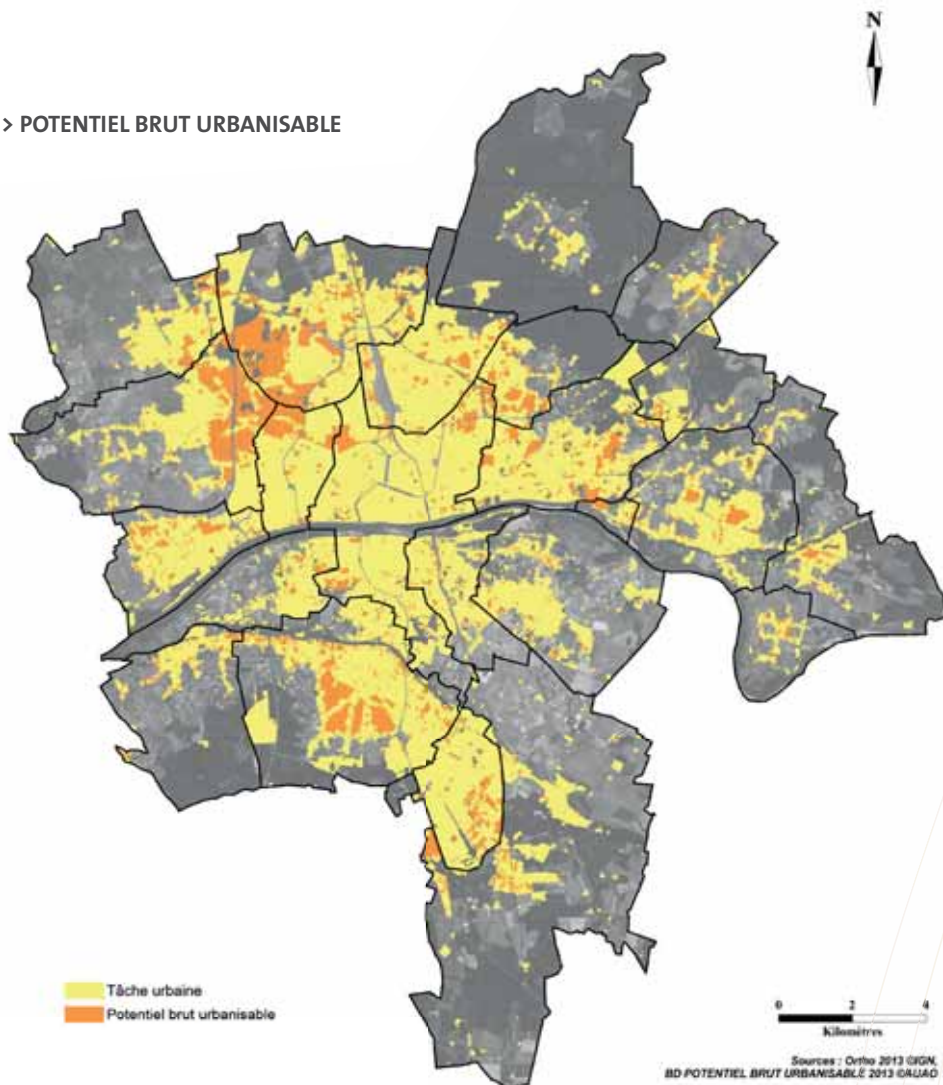 N
> POTENTIEL BRUT URBANISABLE
Tâche urbaine
Potentiel brut urbanisable
0 2 4
Kilomètres
Sources : Ortho 2013 ©IGN,
BD POTENTIEL BRUT URBANISABLE 2013 ©AUAO